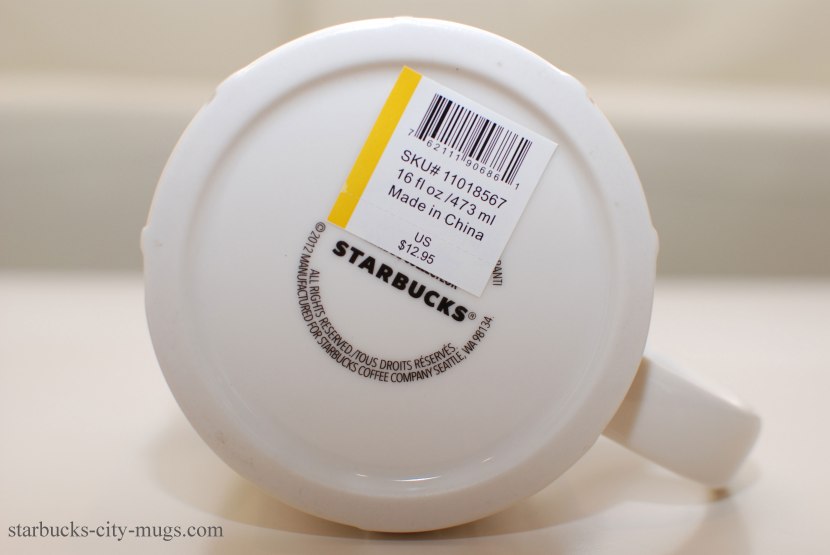 7 62111 90686 1
SKU# 11018567
16 fl oz /473 ml
Made in China
US
$12.95
STARBUCKS®
© 2012 MANUFACTURED FOR STARBUCKS COFFEE COMPANY SEATTLE, WA 98134.
ALL RIGHTS RESERVED./TOUS DROITS RÉSERVÉS.
starbucks-city-mugs.com